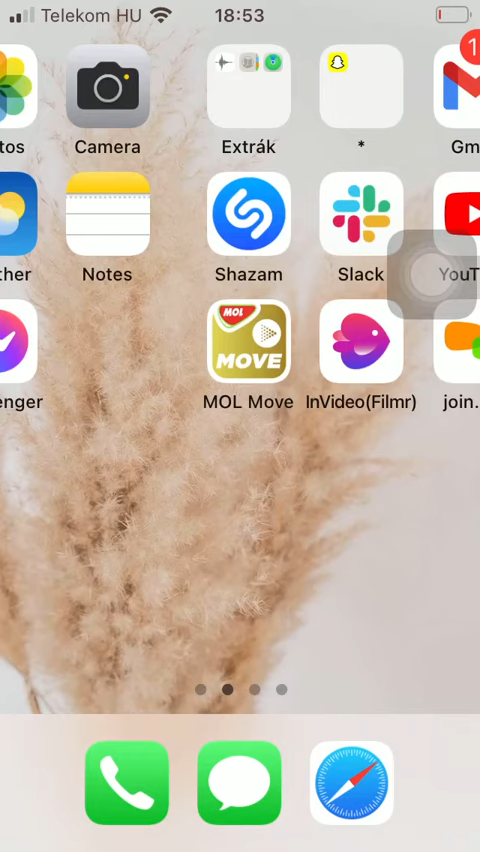 Telekom HU 18:53
1
tos Camera Extrák * Gm
ther Notes Shazam Slack YouT
MOL
MOVE
enger MOL Move InVideo(Filmr) join.